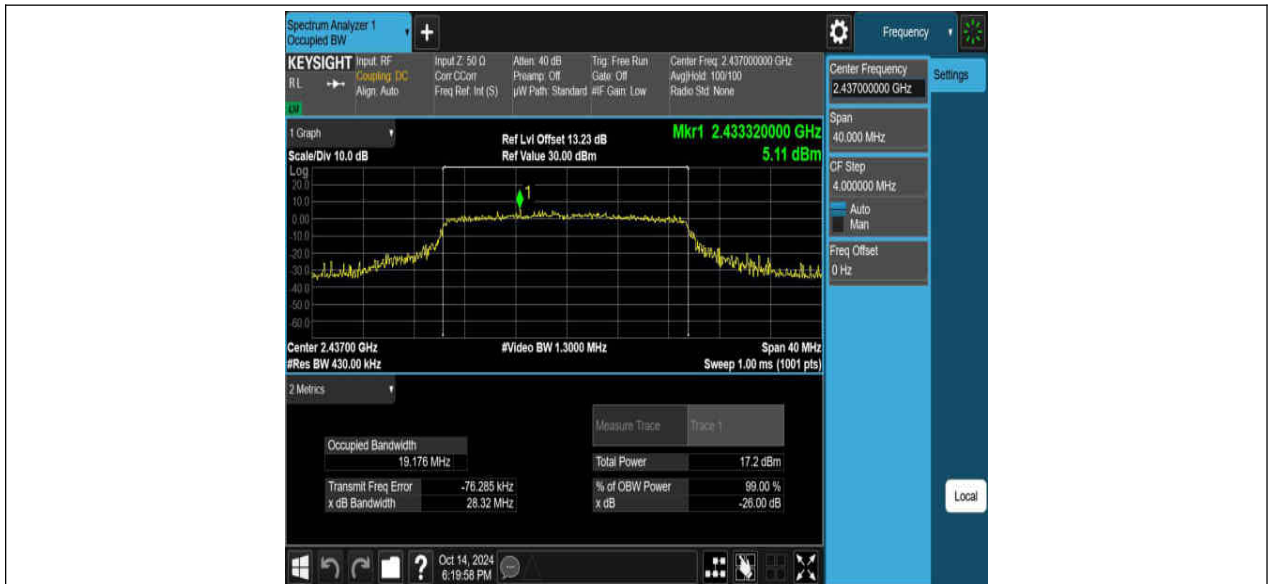 Spectrum Analyzer 1
Occupied BW
+
Frequency
KEYSIGHT
RL
Input: RF
Coupling: DC
Align: Auto
Input Z: 50 Ω
Corr CCorr
Freq Ref: Int (S)
Atten: 40 dB
Preamp: Off
µW Path: Standard
Trig: Free Run
Gate: Off
#IF Gain: Low
Center Freq: 2.437000000 GHz
Avg|Hold: 100/100
Radio Std: None
Center Frequency
2.437000000 GHz
Settings
Span
40.000 MHz
CF Step
4.000000 MHz
Auto
Man
Freq Offset
0 Hz
1 Graph
Scale/Div 10.0 dB
Ref Lvl Offset 13.23 dB
Ref Value 30.00 dBm
Mkr1 2.433320000 GHz
5.11 dBm
Log
20.0
10.0
0.00
-10.0
-20.0
-30.0
-40.0
-50.0
-60.0
1
Center 2.43700 GHz
#Res BW 430.00 kHz
#Video BW 1.3000 MHz
Span 40 MHz
Sweep 1.00 ms (1001 pts)
2 Metrics
Measure Trace
Trace 1
Occupied Bandwidth
19.176 MHz
Total Power
17.2 dBm
Transmit Freq Error
-76.285 kHz
% of OBW Power
99.00 %
x dB Bandwidth
28.32 MHz
x dB
-26.00 dB
Local
?
Oct 14, 2024
6:19:58 PM